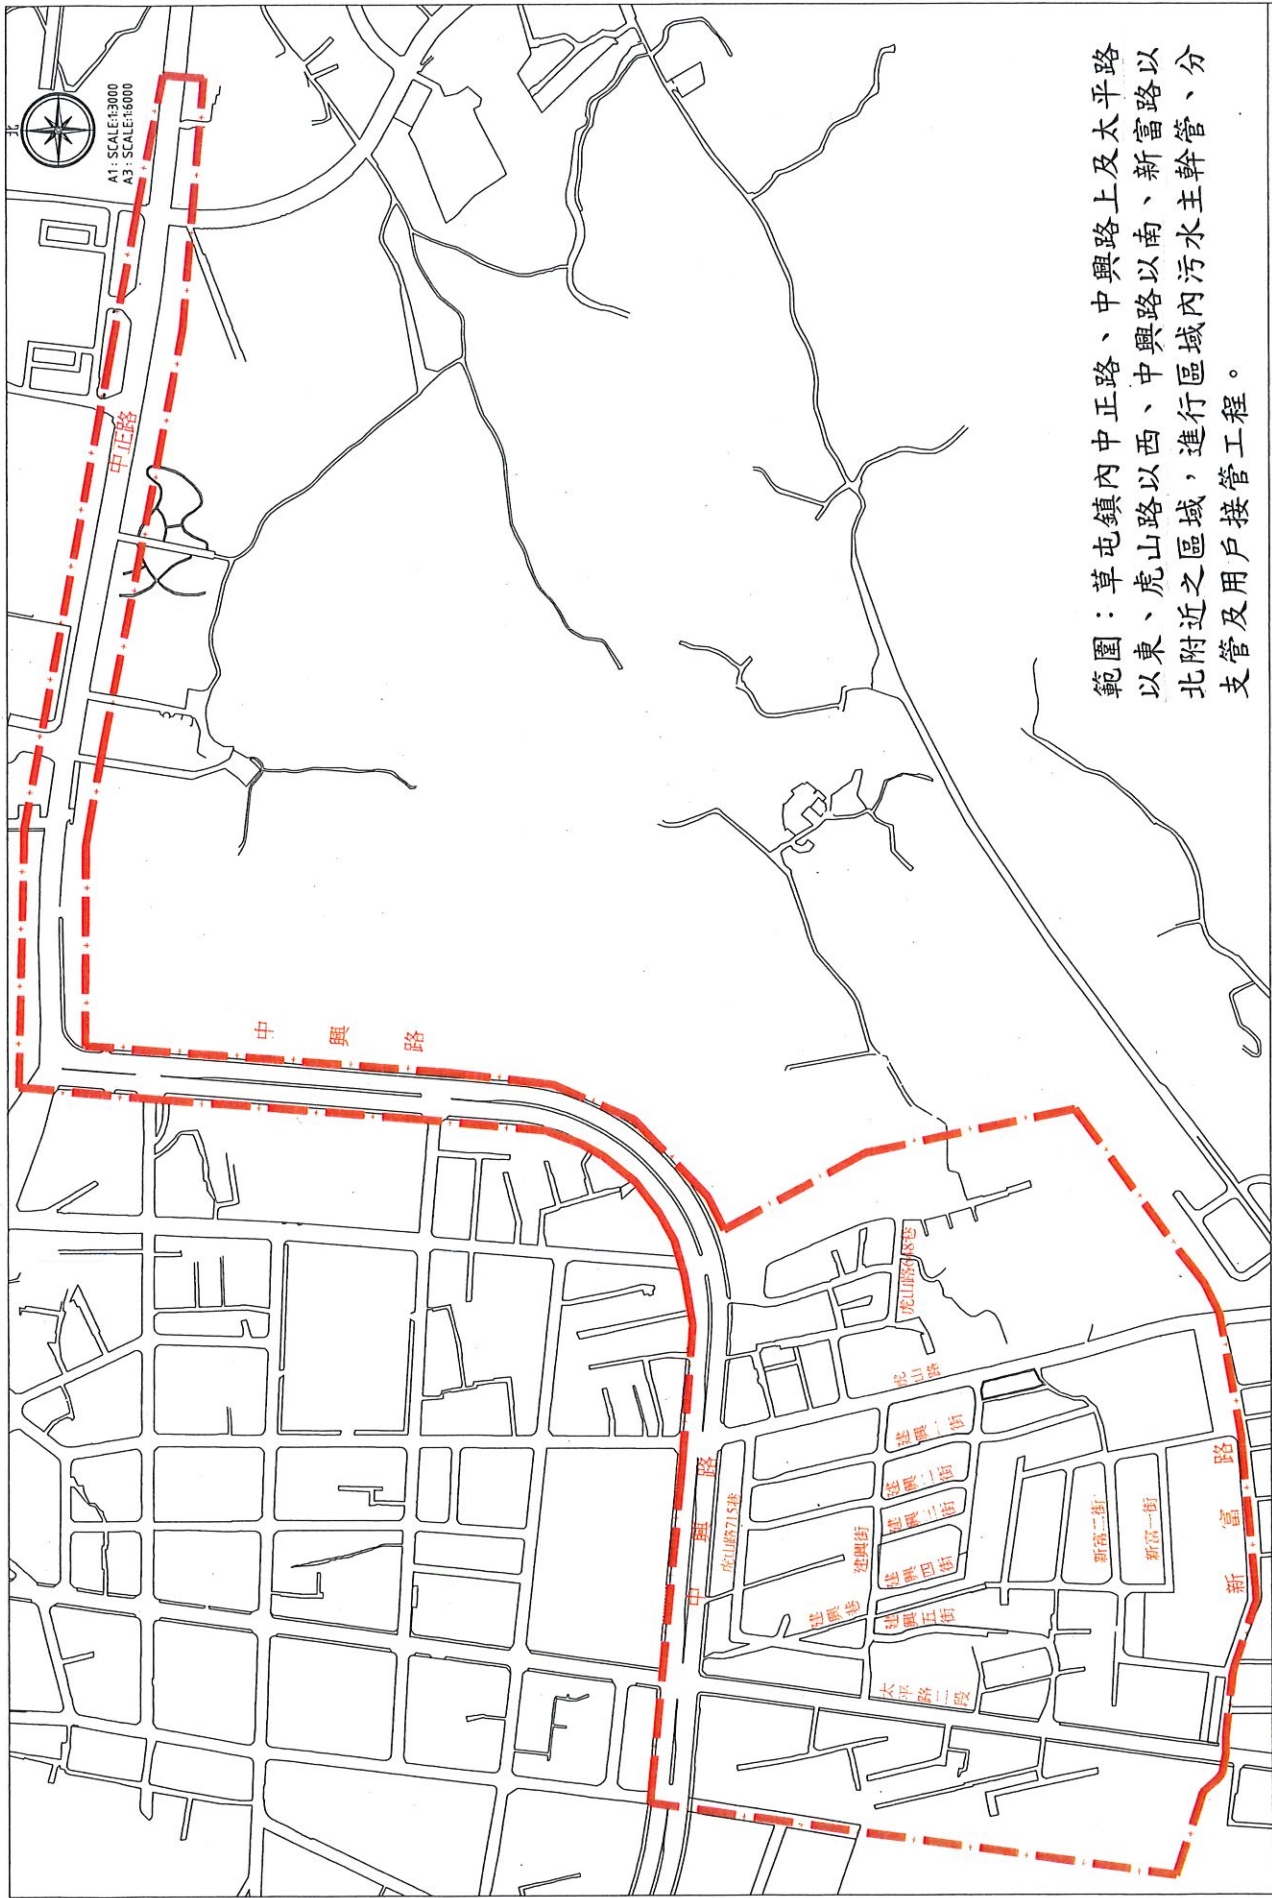 北
A1 : SCALE:1:3000
A3 : SCALE:1:6000
中正路
中興路
中興路
虎山路715巷
虎山路648巷
虎山路
建興一街
建興二街
建興三街
建興四街
建興五街
建興街
建興巷
太平路二段
新富二街
新富一街
新富路
範圍：草屯鎮內中正路、中興路上及太平路
以東、虎山路以西、中興路以南、新富路以
北附近之區域，進行區域內污水主幹管、分
支管及用戶接管工程。